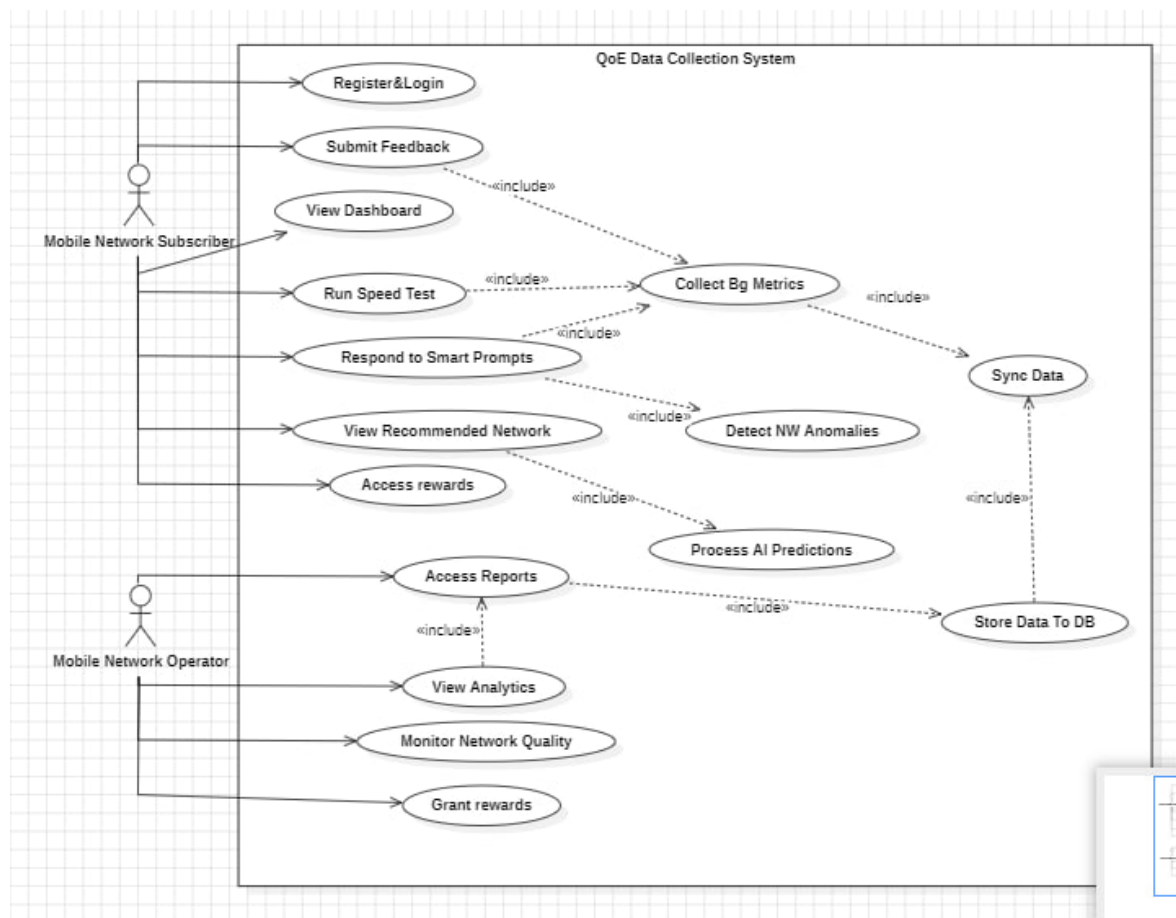 QoE Data Collection System
Register&Login
Submit Feedback
«include»
View Dashboard
Mobile Network Subscriber
Run Speed Test
«include»
Collect Bg Metrics
«include»
«include»
Respond to Smart Prompts
Sync Data
«include»
View Recommended Network
Detect NW Anomalies
Access rewards
«include»
«include»
Process AI Predictions
Access Reports
«include»
Store Data To DB
«include»
Mobile Network Operator
View Analytics
Monitor Network Quality
Grant rewards